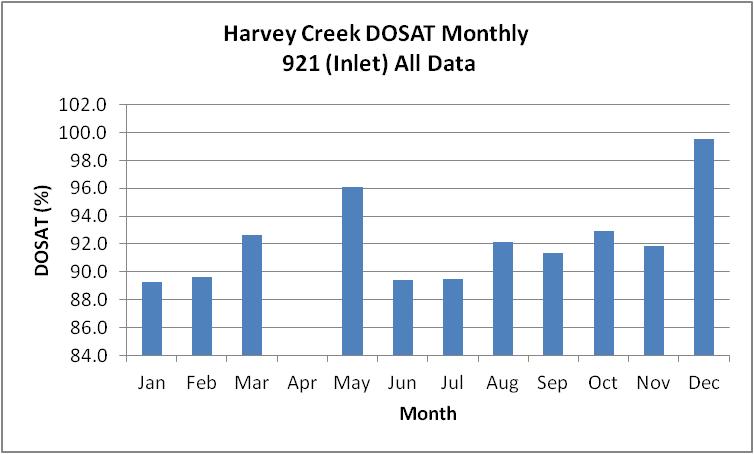 Harvey Creek DOSAT Monthly
921 (Inlet) All Data
102.0
100.0
98.0
96.0
94.0
92.0
90.0
88.0
86.0
84.0
DOSAT (%)
Jan Feb Mar Apr May Jun Jul Aug Sep Oct Nov Dec
Month